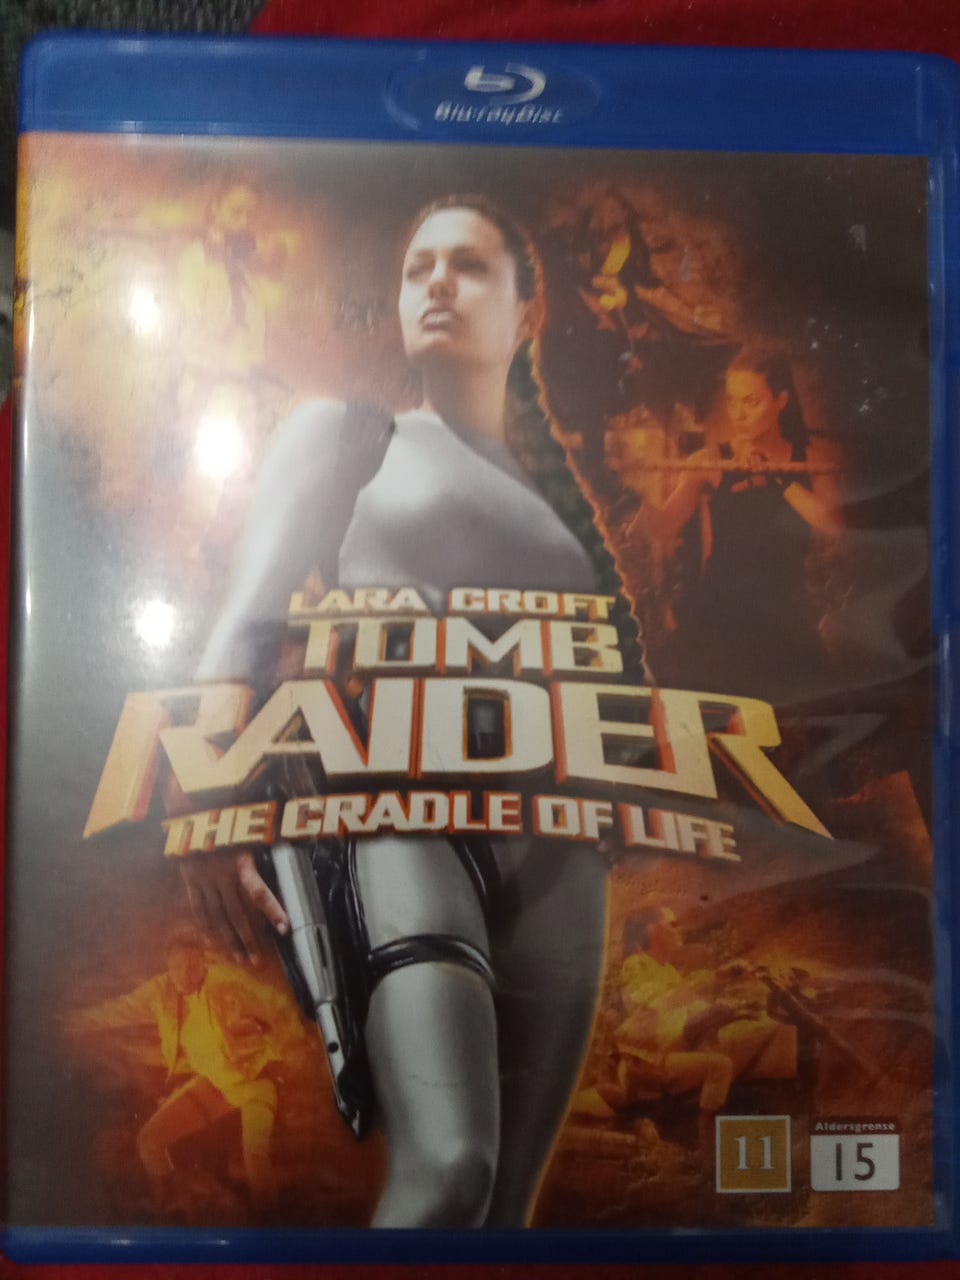 Blu-ray Disc
LARA CROFT
TOMB
RAIDER
THE CRADLE OF LIFE
11
Aldersgrense
15